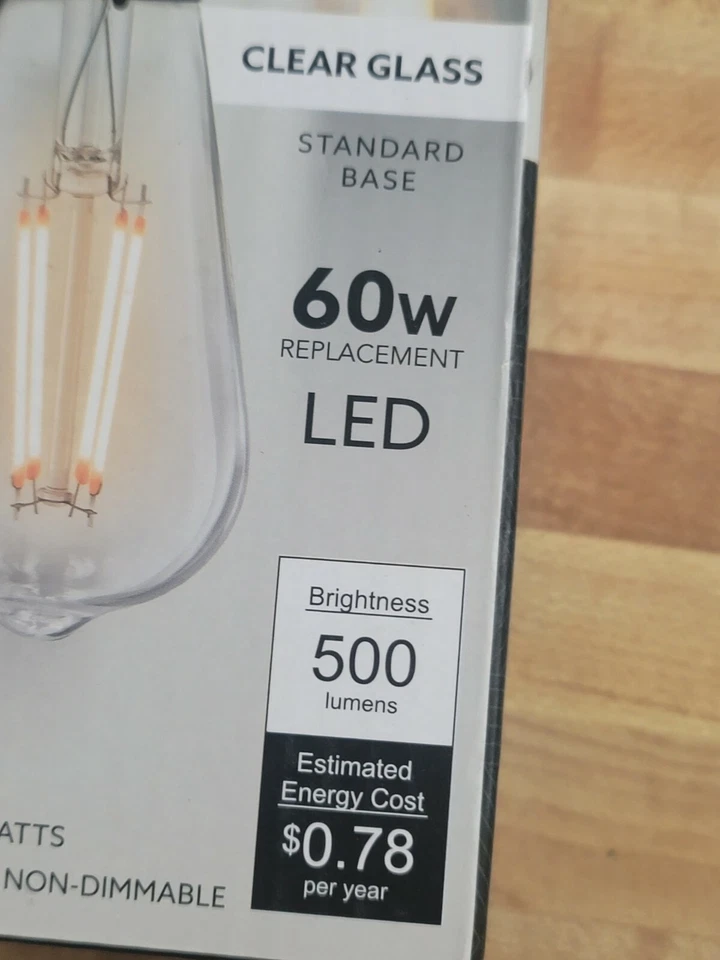 CLEAR GLASS
STANDARD
BASE
60W
REPLACEMENT
LED
Brightness
500
lumens
Estimated
Energy Cost
$0.78
per year
NON-DIMMABLE